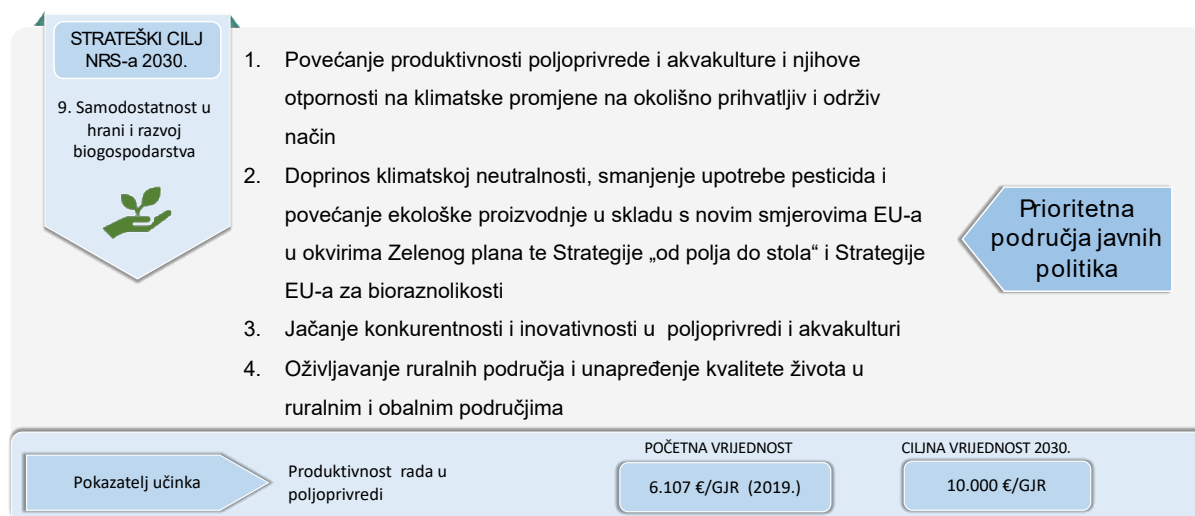 STRATEŠKI CILJ
NRS-a 2030.
9. Samodostatnost u
hrani i razvoj
biogospodarstva
1. Povećanje produktivnosti poljoprivrede i akvakulture i njihove
otpornosti na klimatske promjene na okolišno prihvatljiv i održiv
način
2. Doprinos klimatskoj neutralnosti, smanjenje upotrebe pesticida i
povećanje ekološke proizvodnje u skladu s novim smjerovima EU-a
u okvirima Zelenog plana te Strategije „od polja do stola“ i Strategije
EU-a za bioraznolikosti
3. Jačanje konkurentnosti i inovativnosti u poljoprivredi i akvakulturi
4. Oživljavanje ruralnih područja i unapređenje kvalitete života u
ruralnim i obalnim područjima
Prioritetna
područja javnih
politika
Pokazatelj učinka
Produktivnost rada u
poljoprivredi
POČETNA VRIJEDNOST
6.107 €/GJR (2019.)
CILJNA VRIJEDNOST 2030.
10.000 €/GJR